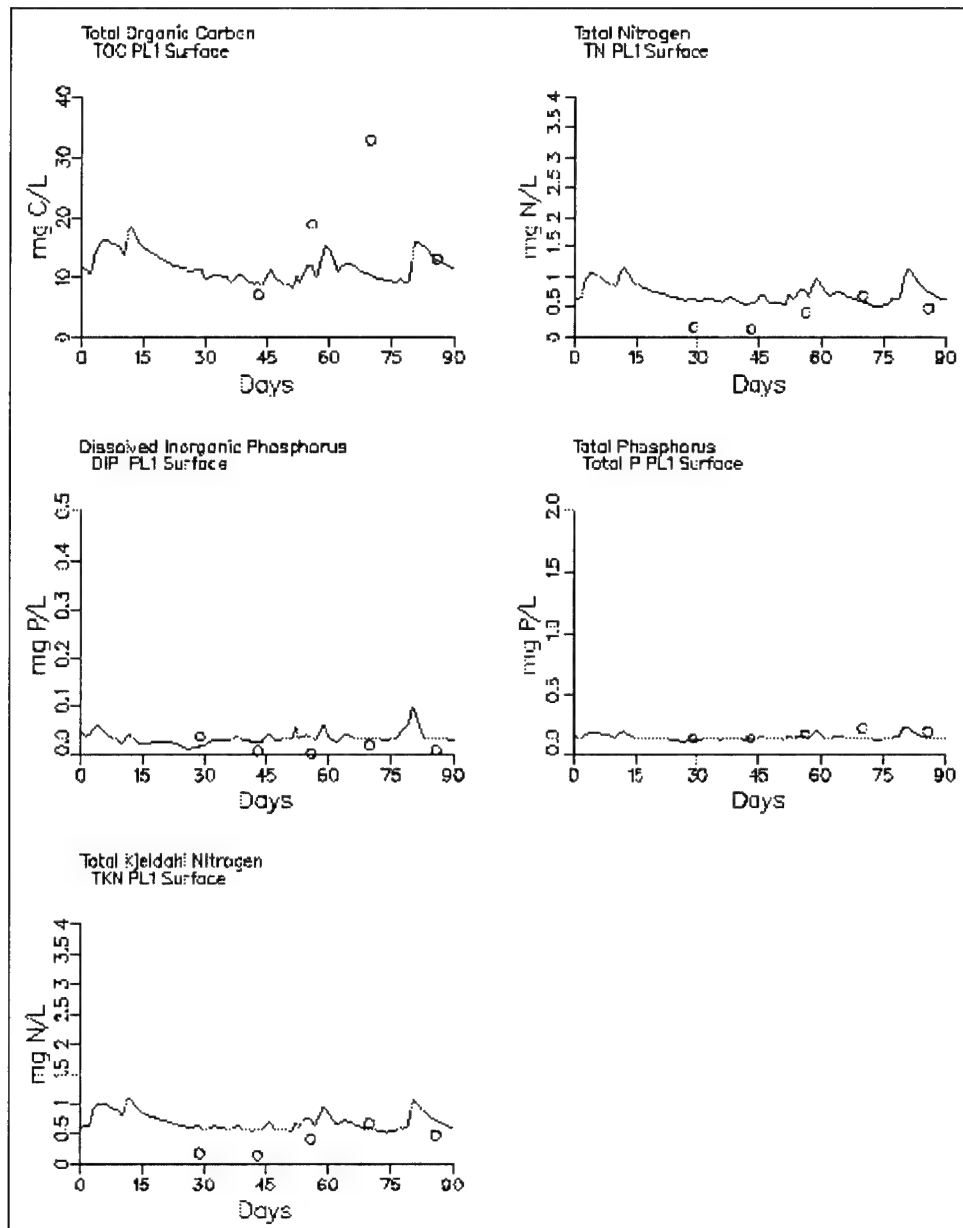 Total Organic Carbon
TOC PL1 Surface
mg C/L
0 10 20 30 40
0 15 30 45 60 75 90
Days
Total Nitrogen
TN PL1 Surface
mg N/L
0 0.5 1 1.5 2 2.5 3 3.5 4
0 15 30 45 60 75 90
Days
Dissolved Inorganic Phosphorus
DIP PL1 Surface
mg P/L
0.0 0.1 0.2 0.3 0.4 0.5
0 15 30 45 60 75 90
Days
Total Phosphorus
Total P PL1 Surface
mg P/L
0.0 0.5 1.0 1.5 2.0
0 15 30 45 60 75 90
Days
Total Kjeldahl Nitrogen
TKN PL1 Surface
mg N/L
0 0.5 1 1.5 2 2.5 3 3.5 4
0 15 30 45 60 75 90
Days